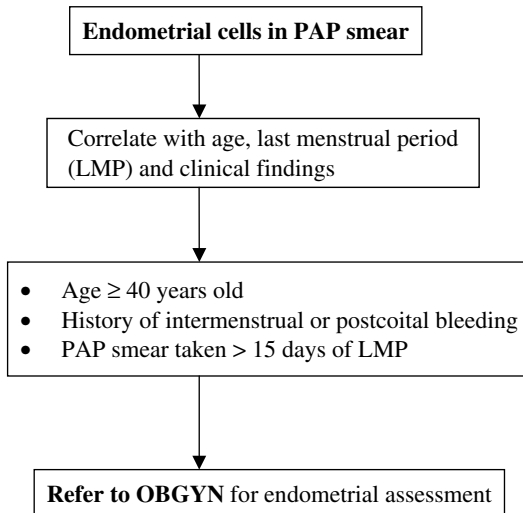 Endometrial cells in PAP smear
Correlate with age, last menstrual period
(LMP) and clinical findings
• Age ≥ 40 years old
• History of intermenstrual or postcoital bleeding
• PAP smear taken > 15 days of LMP
Refer to OBGYN for endometrial assessment